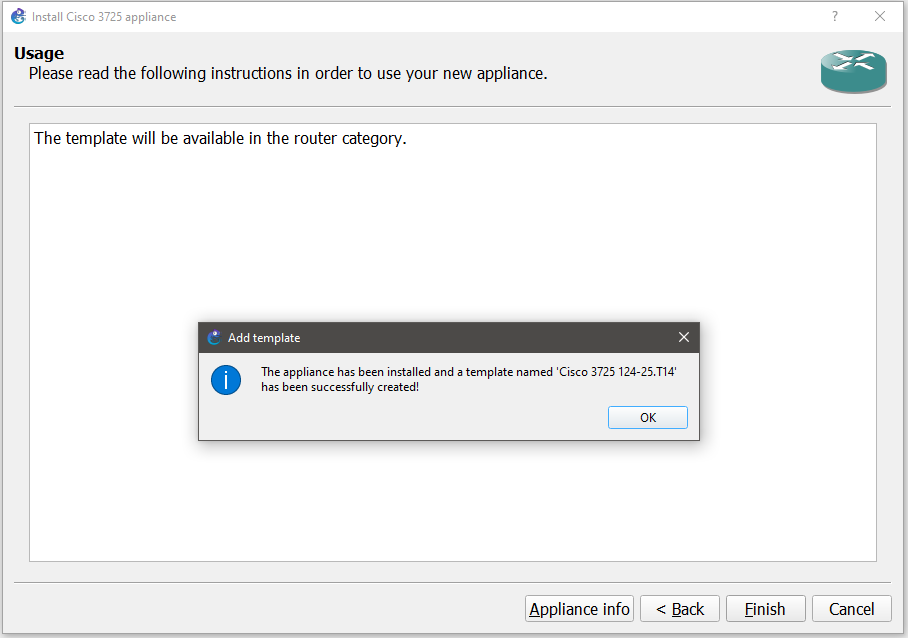 Install Cisco 3725 appliance
?
Usage
Please read the following instructions in order to use your new appliance.
The template will be available in the router category.
Add template
i
The appliance has been installed and a template named 'Cisco 3725 124-25.T14'
has been successfully created!
OK
Appliance info
< Back
Finish
Cancel